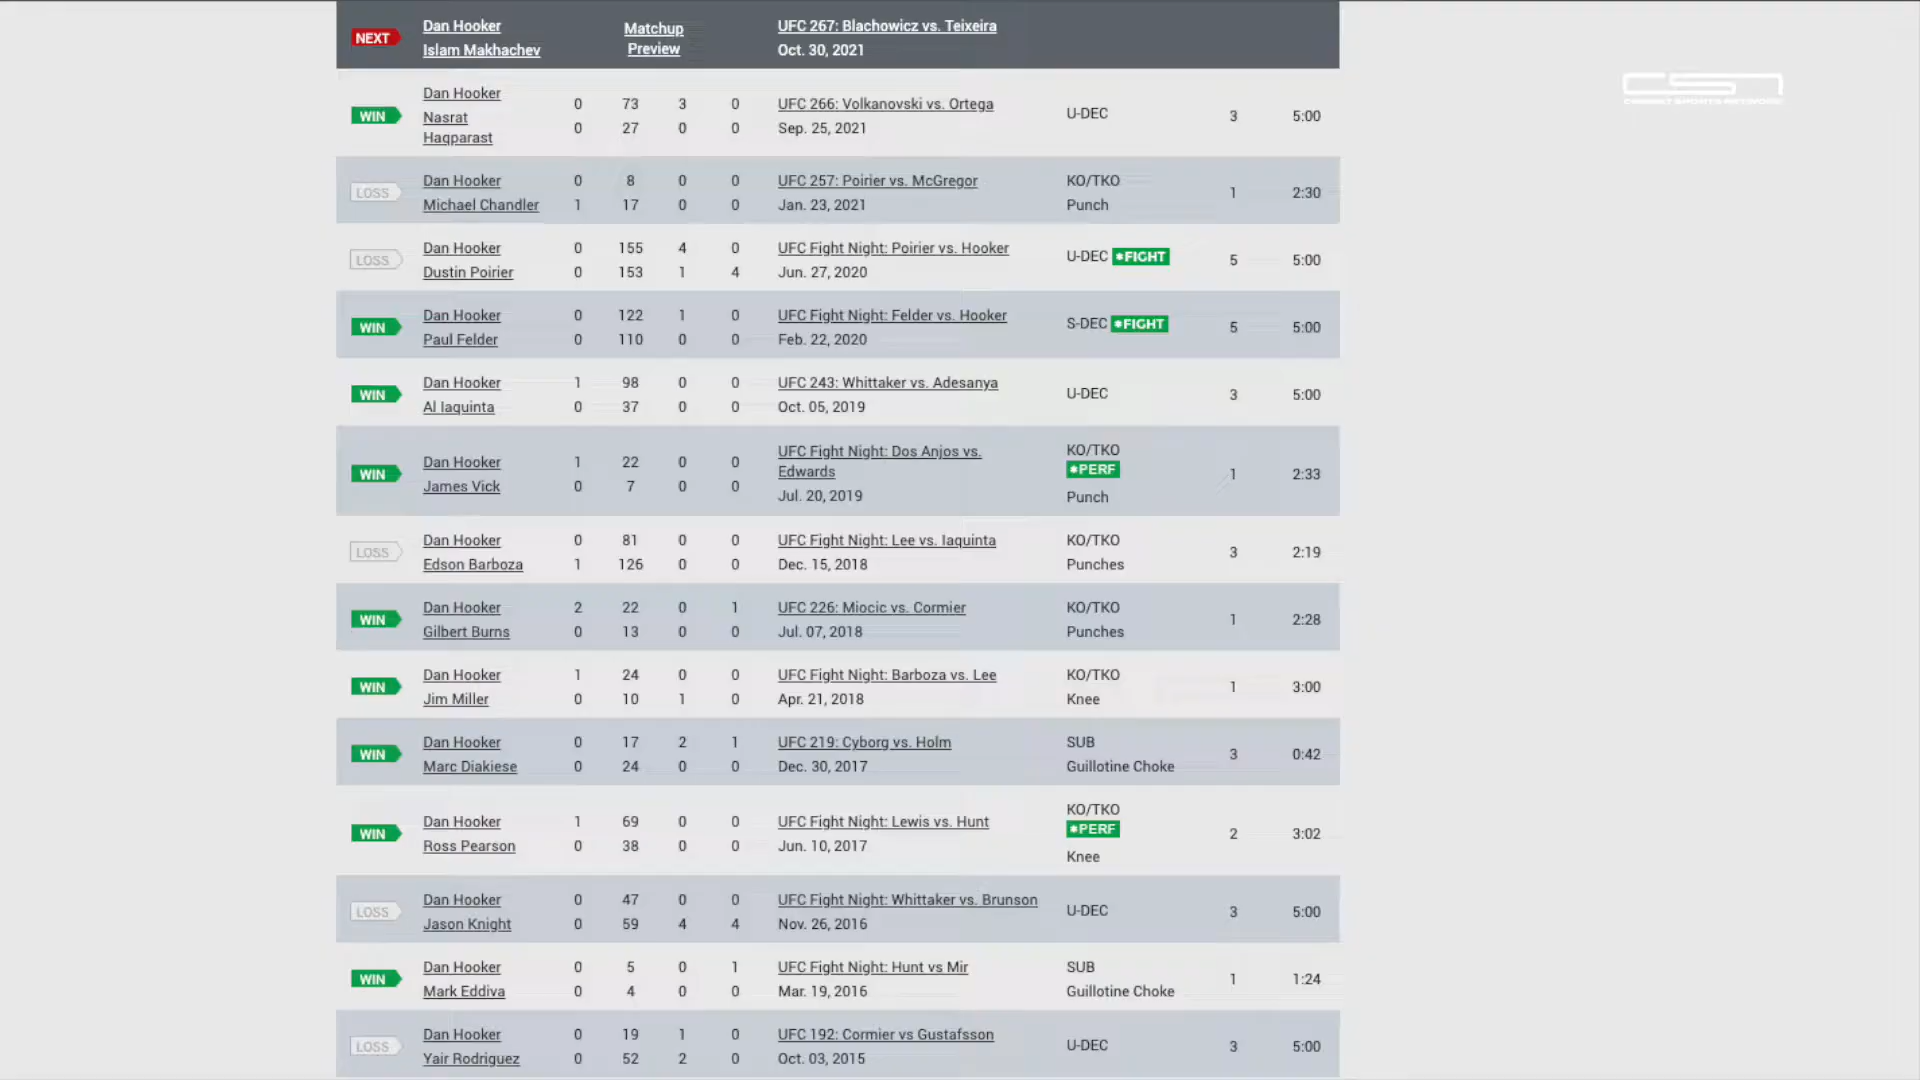 NEXT Dan Hooker Matchup UFC 267: Blachowicz vs. Teixeira
Islam Makhachev Preview Oct. 30, 2021
WIN Dan Hooker 0 73 3 0 UFC 266: Volkanovski vs. Ortega U-DEC 3 5:00
Nasrat 0 27 0 0 Sep. 25, 2021
Haqparast
LOSS Dan Hooker 0 8 0 0 UFC 257: Poirier vs. McGregor KO/TKO 1 2:30
Michael Chandler 1 17 0 0 Jan. 23, 2021 Punch
LOSS Dan Hooker 0 155 4 0 UFC Fight Night: Poirier vs. Hooker U-DEC *FIGHT 5 5:00
Dustin Poirier 0 153 1 4 Jun. 27, 2020
WIN Dan Hooker 0 122 1 0 UFC Fight Night: Felder vs. Hooker S-DEC *FIGHT 5 5:00
Paul Felder 0 110 0 0 Feb. 22, 2020
WIN Dan Hooker 1 98 0 0 UFC 243: Whittaker vs. Adesanya U-DEC 3 5:00
Al Iaquinta 0 37 0 0 Oct. 05, 2019
WIN Dan Hooker 1 22 0 0 UFC Fight Night: Dos Anjos vs. KO/TKO 1 2:33
Edwards *PERF
James Vick 0 7 0 0 Jul. 20, 2019 Punch
LOSS Dan Hooker 0 81 0 0 UFC Fight Night: Lee vs. Iaquinta KO/TKO 3 2:19
Edson Barboza 1 126 0 0 Dec. 15, 2018 Punches
WIN Dan Hooker 2 22 0 1 UFC 226: Miocic vs. Cormier KO/TKO 1 2:28
Gilbert Burns 0 13 0 0 Jul. 07, 2018 Punches
WIN Dan Hooker 1 24 0 0 UFC Fight Night: Barboza vs. Lee KO/TKO 1 3:00
Jim Miller 0 10 1 0 Apr. 21, 2018 Knee
WIN Dan Hooker 0 17 2 1 UFC 219: Cyborg vs. Holm SUB 3 0:42
Marc Diakiese 0 24 0 0 Dec. 30, 2017 Guillotine Choke
WIN Dan Hooker 1 69 0 0 UFC Fight Night: Lewis vs. Hunt KO/TKO 2 3:02
*PERF
Ross Pearson 0 38 0 0 Jun. 10, 2017 Knee
LOSS Dan Hooker 0 47 0 0 UFC Fight Night: Whittaker vs. Brunson U-DEC 3 5:00
Jason Knight 0 59 4 4 Nov. 26, 2016
WIN Dan Hooker 0 5 0 1 UFC Fight Night: Hunt vs Mir SUB 1 1:24
Mark Eddiva 0 4 0 0 Mar. 19, 2016 Guillotine Choke
LOSS Dan Hooker 0 19 1 0 UFC 192: Cormier vs Gustafsson U-DEC 3 5:00
Yair Rodriguez 0 52 2 0 Oct. 03, 2015
CSN
COMBAT SPORTS NETWORK